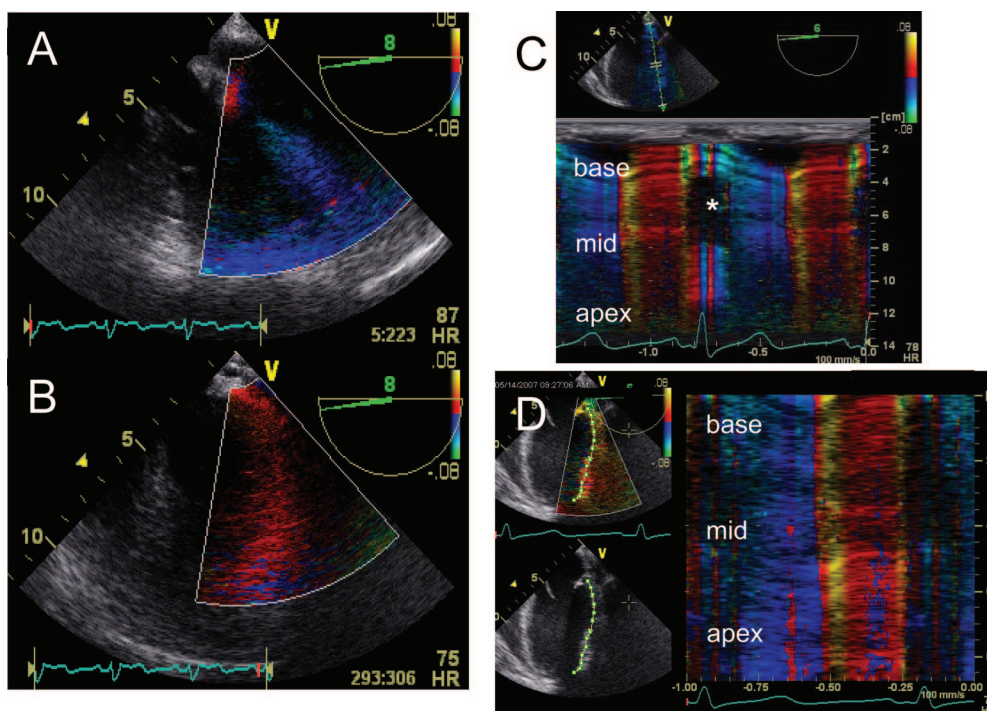 A
V
8
.08
-.08
5
10
87
HR
5:223
B
V
8
.08
-.08
5
10
75
HR
293:306
C
5
10
6
.08
-.08
[cm]
base
mid
apex
*
2
4
6
8
10
12
14
-1.0
-0.5
0.0
100 mm/s
78
HR
D
05/14/2007 09:27:06 AM
.08
-.08
V
5
V
5
base
mid
apex
-1.00
-0.75
-0.50
-0.25
0.00
100 mm/s